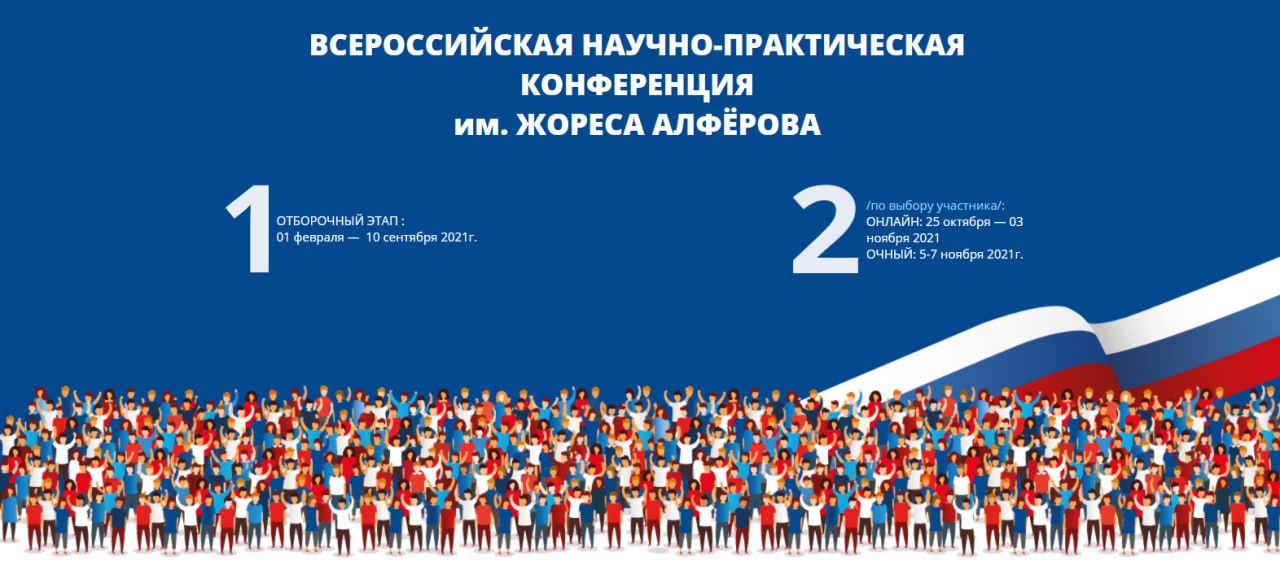 ВСЕРОССИЙСКАЯ НАУЧНО-ПРАКТИЧЕСКАЯ
КОНФЕРЕНЦИЯ
им. ЖОРЕСА АЛФЁРОВА
1
ОТБОРОЧНЫЙ ЭТАП :
01 февраля — 10 сентября 2021г.
2
/по выбору участника/:
ОНЛАЙН: 25 октября — 03
ноября 2021
ОЧНЫЙ: 5-7 ноября 2021г.